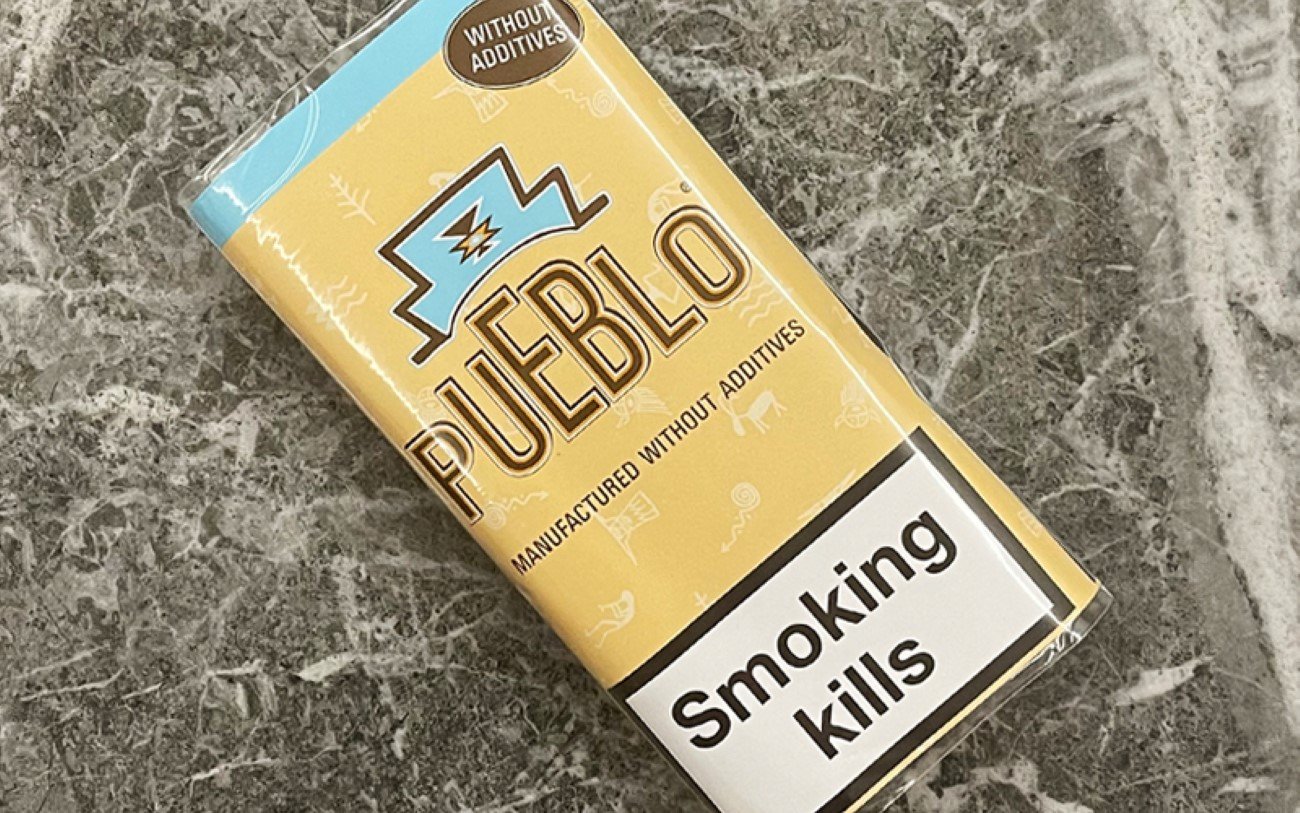 WITHOUT
ADDITIVES
PUEBLO®
MANUFACTURED WITHOUT ADDITIVES
Smoking
kills